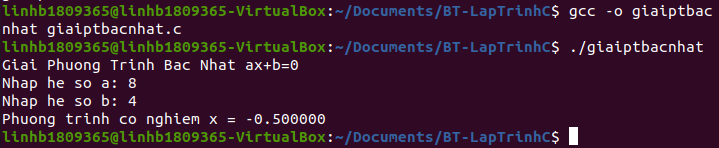 linhb1809365@linhb1809365-VirtualBox:~/Documents/BT-LapTrinhC$ gcc -o giaiptbac
nhat giaiptbacnhat.c
linhb1809365@linhb1809365-VirtualBox:~/Documents/BT-LapTrinhC$ ./giaiptbacnhat
Giai Phuong Trinh Bac Nhat ax+b=0
Nhap he so a: 8
Nhap he so b: 4
Phuong trinh co nghiem x = -0.500000
linhb1809365@linhb1809365-VirtualBox:~/Documents/BT-LapTrinhC$